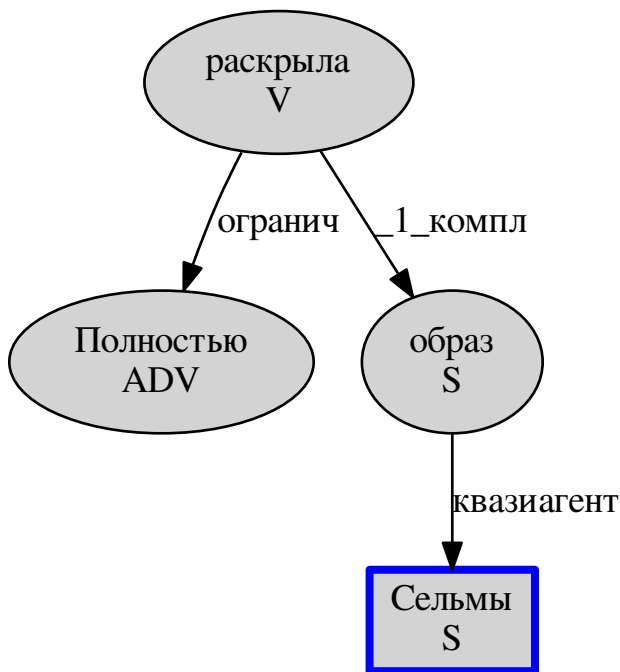 раскрыла
V
огранич
_1_компл
Полностью
ADV
образ
S
квазиагент
Сельмы
S